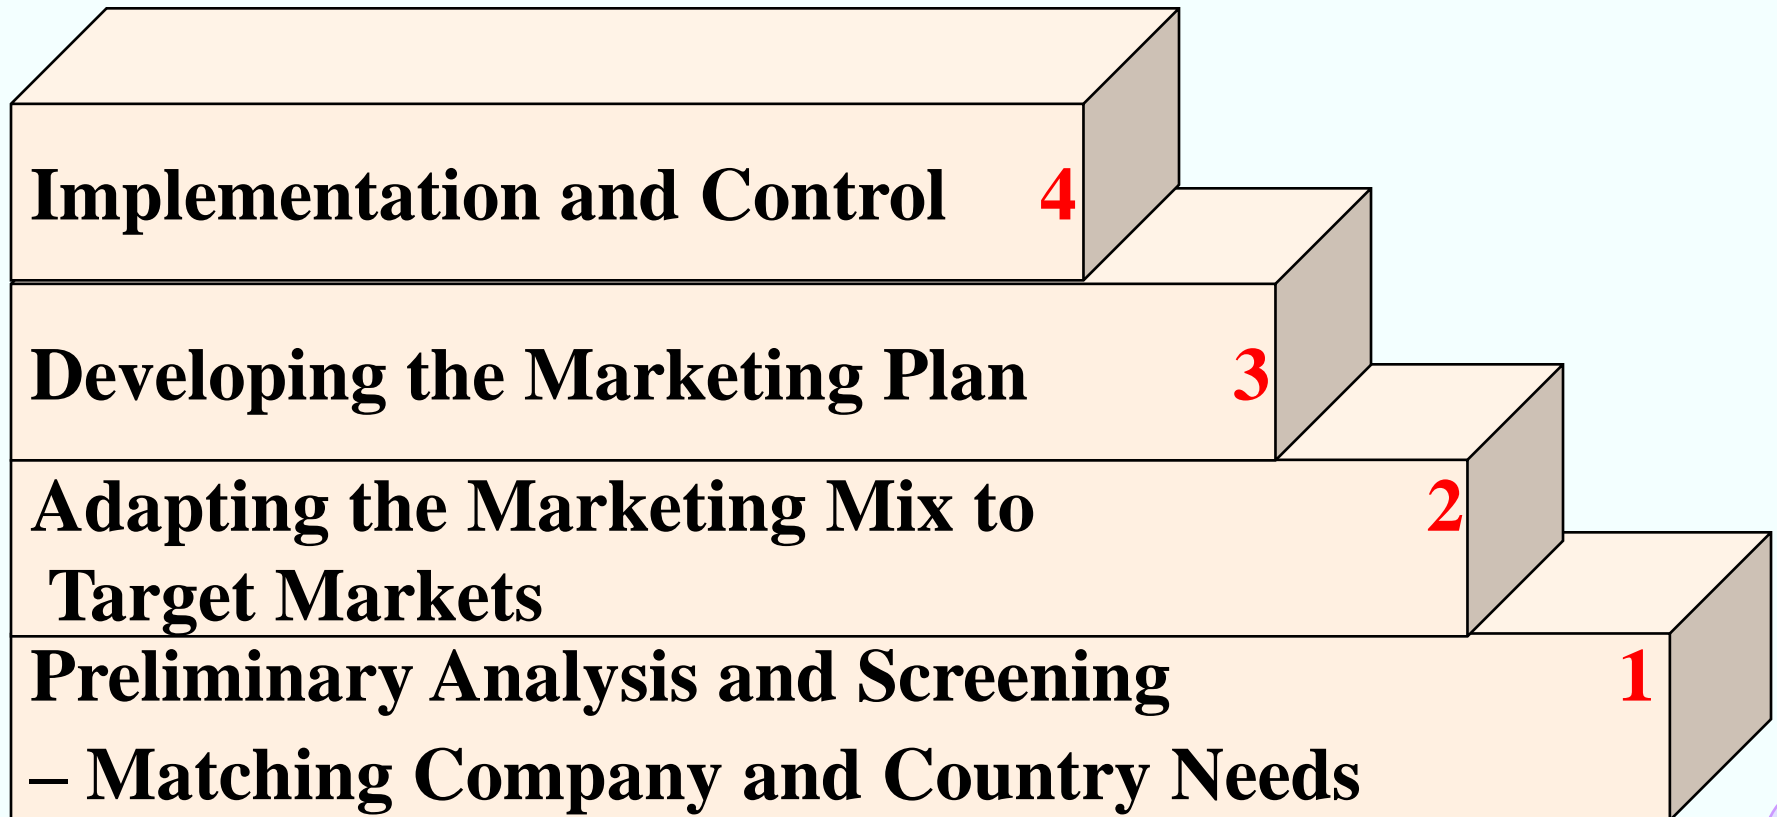 Implementation and Control 4
Developing the Marketing Plan 3
Adapting the Marketing Mix to 2
Target Markets
Preliminary Analysis and Screening 1
– Matching Company and Country Needs